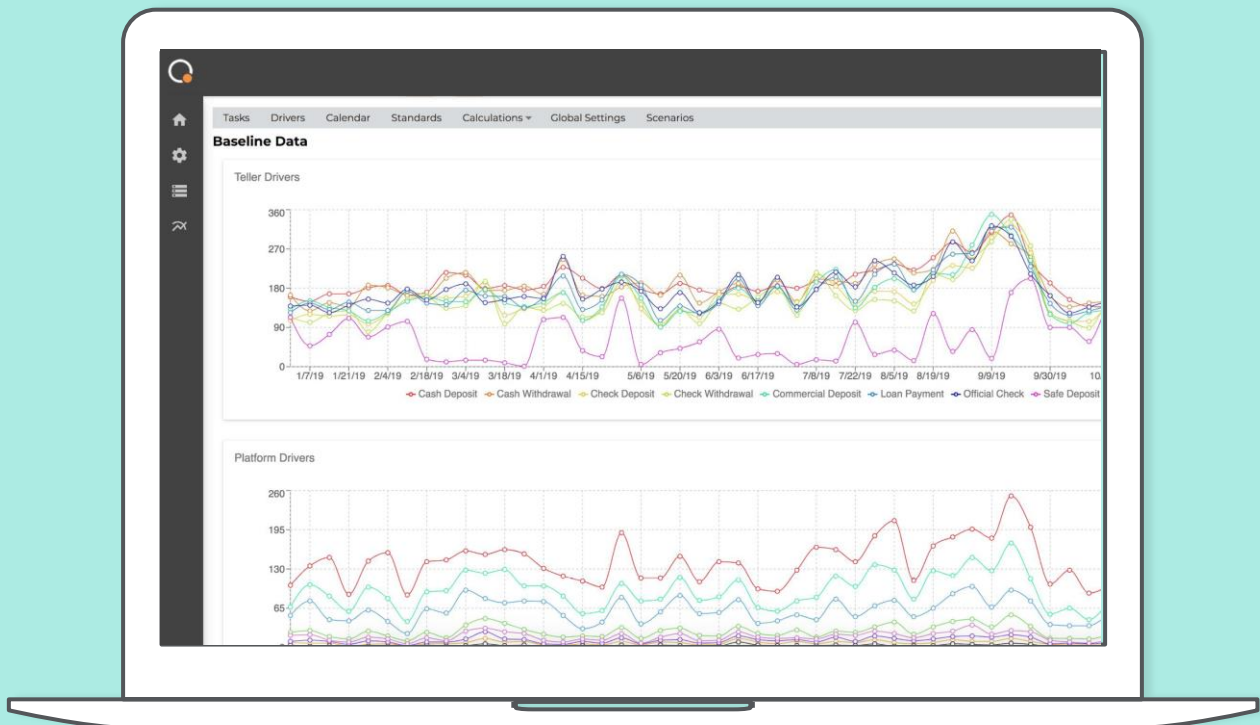 Tasks Drivers Calendar Standards Calculations Global Settings Scenarios
Baseline Data
Teller Drivers
360
270
180
90
0
1/7/19 1/21/19 2/4/19 2/18/19 3/4/19 3/18/19 4/1/19 4/15/19 5/6/19 5/20/19 6/3/19 6/17/19 7/8/19 7/22/19 8/5/19 8/19/19 9/9/19 9/30/19 10
Cash Deposit Cash Withdrawal Check Deposit Check Withdrawal Commercial Deposit Loan Payment Official Check Safe Deposit
Platform Drivers
260
195
130
65